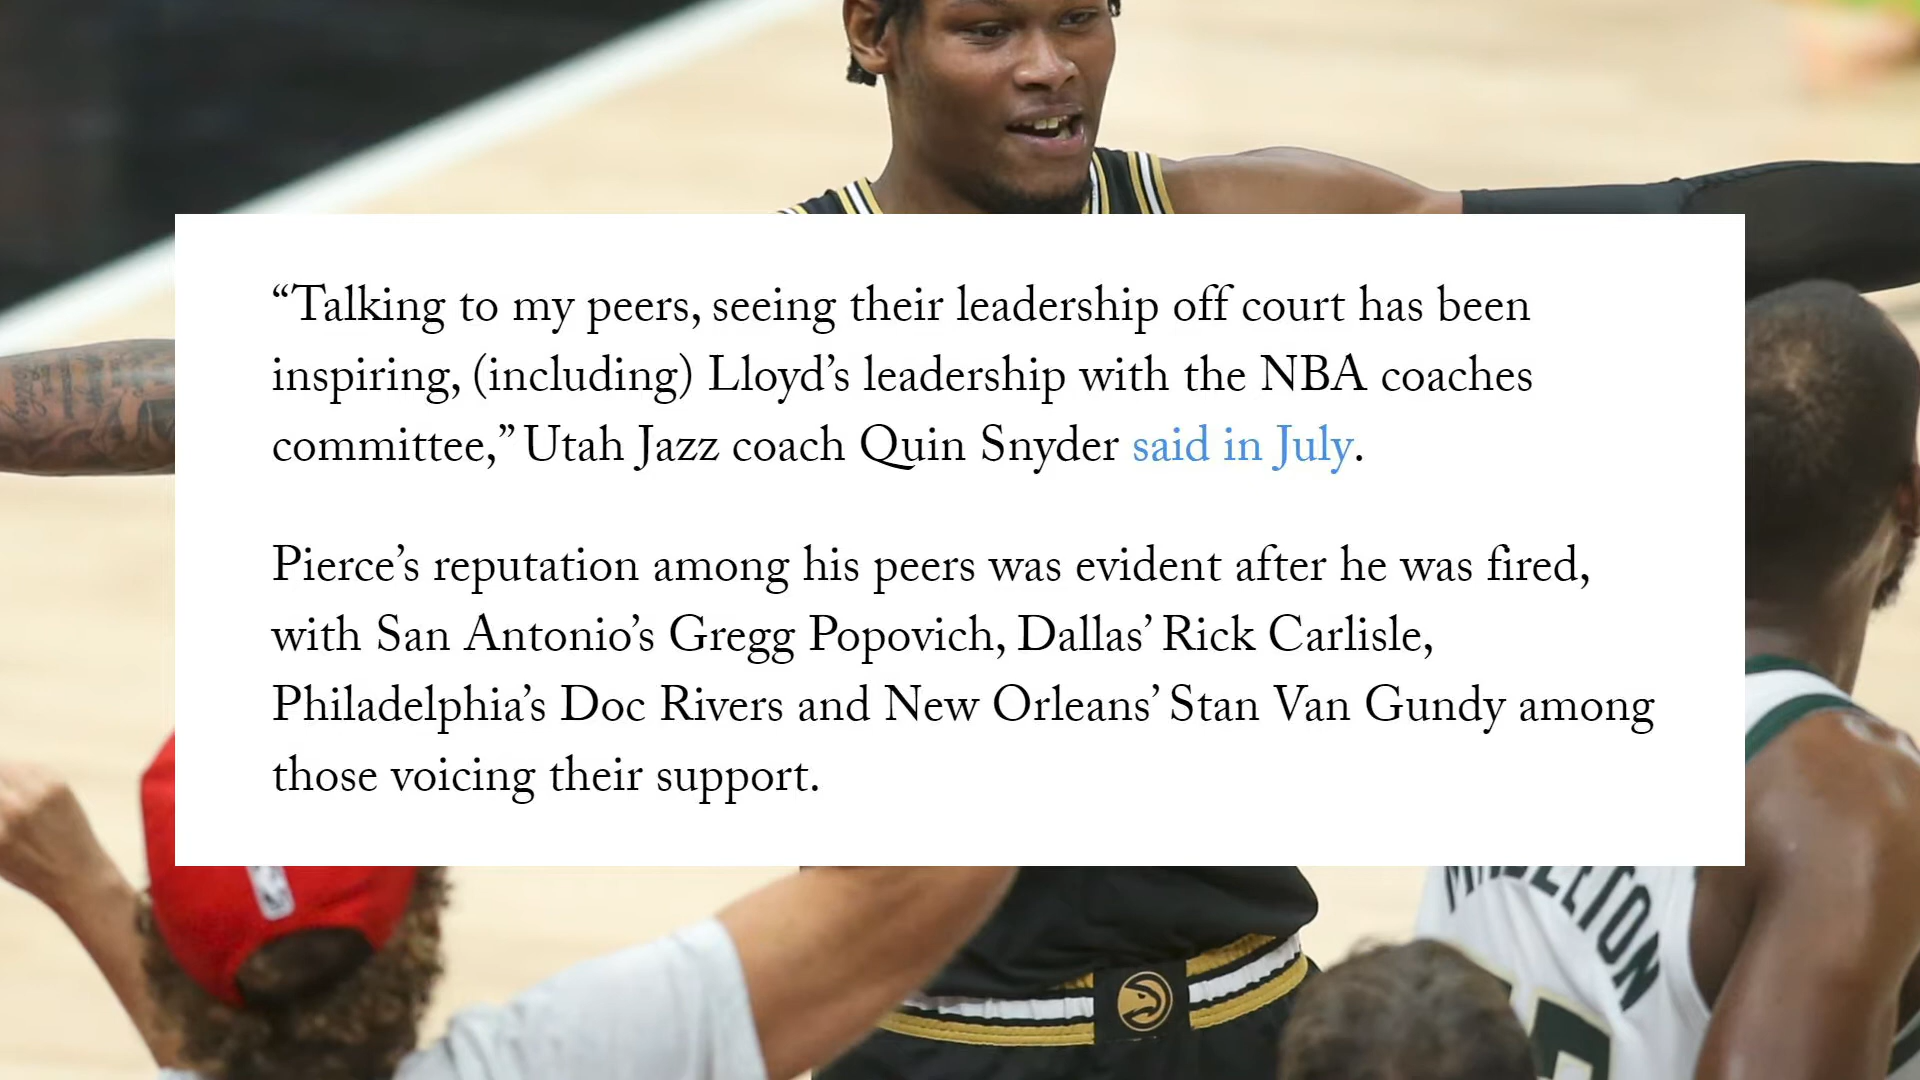 “Talking to my peers, seeing their leadership off court has been
inspiring, (including) Lloyd’s leadership with the NBA coaches
committee,” Utah Jazz coach Quin Snyder said in July.
Pierce’s reputation among his peers was evident after he was fired,
with San Antonio’s Gregg Popovich, Dallas’ Rick Carlisle,
Philadelphia’s Doc Rivers and New Orleans’ Stan Van Gundy among
those voicing their support.
MIDDLETON